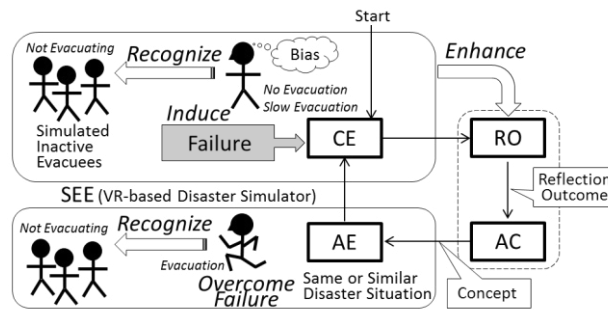 Start
Not Evacuating
Recognize
Bias
Enhance
No Evacuation
Slow Evacuation
Simulated
Inactive
Evacuees
Induce
Failure
CE
RO
Reflection
Outcome
SEE (VR-based Disaster Simulator)
Not Evacuating
Recognize
Evacuation
Overcome
Failure
AE
AC
Same or Similar
Disaster Situation
Concept